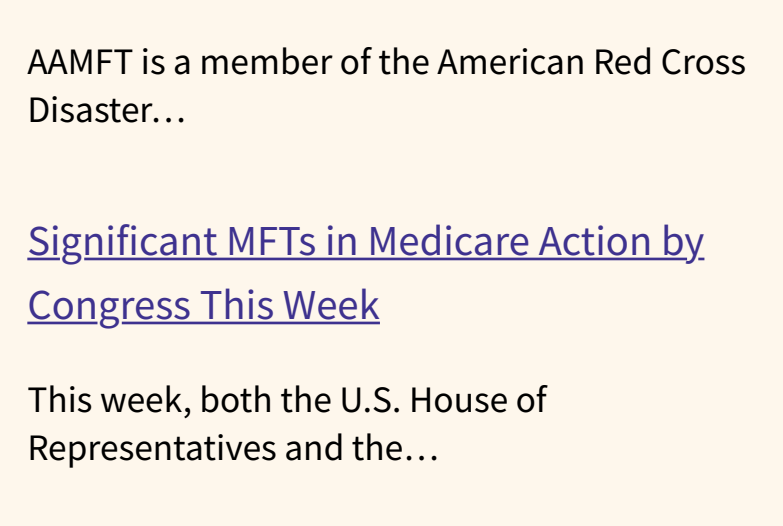 AAMFT is a member of the American Red Cross
Disaster…
Significant MFTs in Medicare Action by
Congress This Week
This week, both the U.S. House of
Representatives and the…